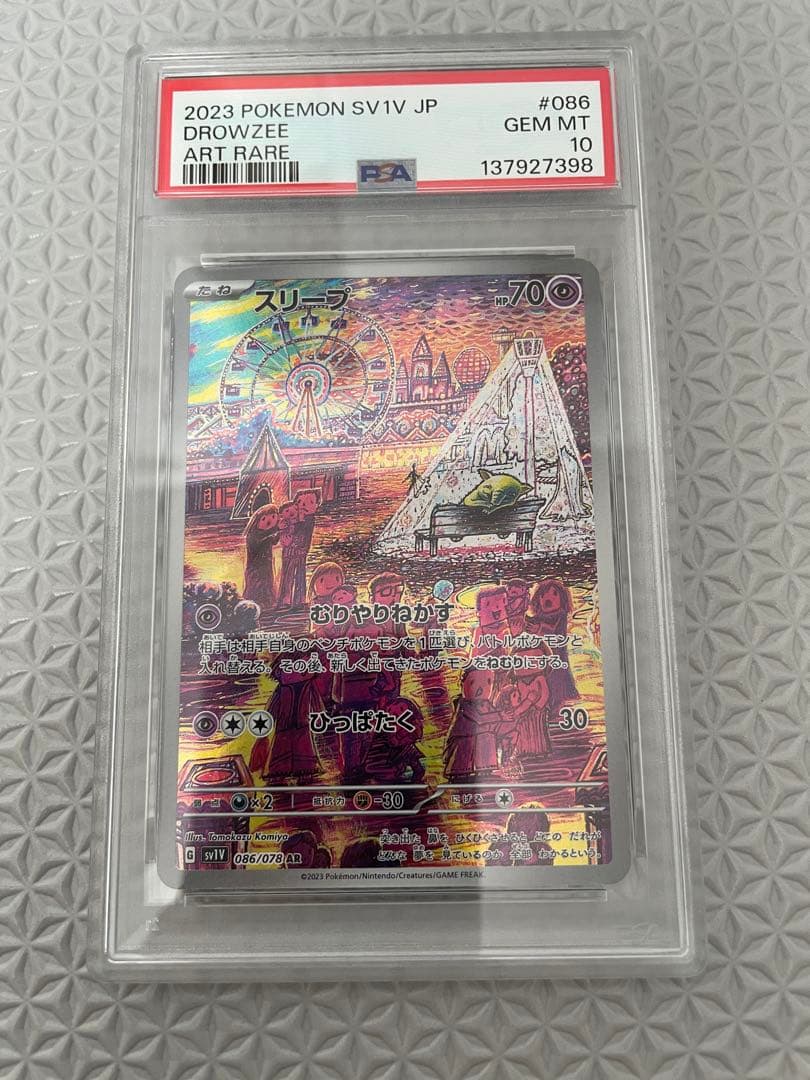 2023 POKEMON SV1V JP #086
DROWZEE GEM MT
ART RARE 10
PSA 137927398
たね スリープ HP70
むりやりねかす
相手は相手自身のベンチポケモンを1匹選び、バトルポケモンと
入れ替える。その後、新しく出てきたポケモンをねむりにする。
ひっぱたく 30
弱点 ×2 抵抗力 -30 にげる
Illus. Tomokazu Komiya
突き出た鼻をひくひくさせるとどこのだれが
G sv1V 086/078 AR どんな夢を見ているのか全部わかるという。
©2023 Pokémon/Nintendo/Creatures/GAME FREAK.